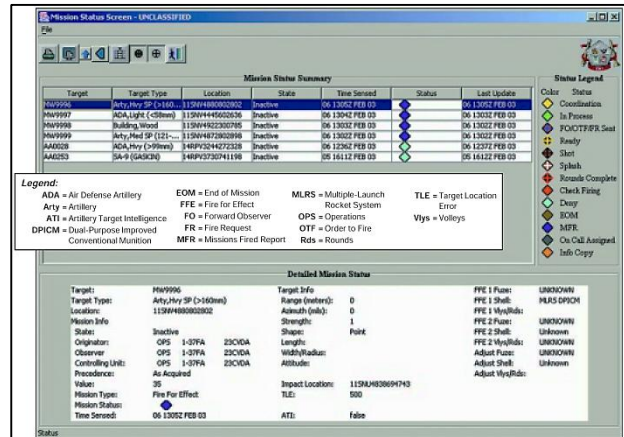 Mission Status Screen - UNCLASSIFIED
File
Mission Status Summary
Target Target Type Location State Time Sensed Status Last Update
MW9996 Arty,Hvy SP (>160... 11SNV4880802802 Inactive 06 1305Z FEB 03 06 1305Z FEB 03
MW9997 ADA,Light (<58mm) 11SNV4445602636 Inactive 06 1304Z FEB 03 06 1303Z FEB 03
MW9998 Building,Wood 11SNV4922300785 Inactive 06 1303Z FEB 03 06 1302Z FEB 03
MW9999 Arty,Med SP (121-... 11SNV4872802898 Inactive 06 1303Z FEB 03 06 1302Z FEB 03
AA0028 ADA,Hvy (>99mm) 14RPV3244272328 Inactive 06 1236Z FEB 03 06 1237Z FEB 03
AA0253 SA-9 (GASKIN) 14RPV3730741198 Inactive 05 1611Z FEB 03 05 1612Z FEB 03
Status Legend
Color Status
Coordination
In Process
FO/OTF/FR Sent
Ready
Shot
Splash
Rounds Complete
Check Firing
Deny
EOM
MFR
On Call Assigned
Info Copy
Legend:
ADA = Air Defense Artillery
Arty = Artillery
ATI = Artillery Target Intelligence
DPICM = Dual-Purpose Improved
Conventional Munition
EOM = End of Mission
FFE = Fire for Effect
FO = Forward Observer
FR = Fire Request
MFR = Missions Fired Report
MLRS = Multiple-Launch
Rocket System
OPS = Operations
OTF = Order to Fire
Rds = Rounds
TLE = Target Location
Error
Vlys = Volleys
Detailed Mission Status
Target: MW9996
Target Type: Arty,Hvy SP (>160mm)
Location: 11SNV4880802802
Mission Info
State: Inactive
Originator: OPS 1-37FA 23CVDA
Observer OPS 1-37FA 23CVDA
Controlling Unit: OPS 1-37FA 23CVDA
Precedence: As Acquired
Value: 35
Mission Type: Fire For Effect
Mission Status:
Time Sensed: 06 1305Z FEB 03
Target Info
Range (meters): 0
Azimuth (mils): 0
Strength: 1
Shape: Point
Length:
Width/Radius:
Attitude:
Impact Location: 11SNU4838694743
TLE: 500
ATI: false
FFE 1 Fuze: UNKNOWN
FFE 1 Shell: MLRS DPICM
FFE 1 Vlys/Rds:
FFE 2 Fuze: UNKNOWN
FFE 2 Shell: Unknown
FFE 2 Vlys/Rds:
Adjust Fuze: UNKNOWN
Adjust Shell: Unknown
Adjust Vlys/Rds:
Status